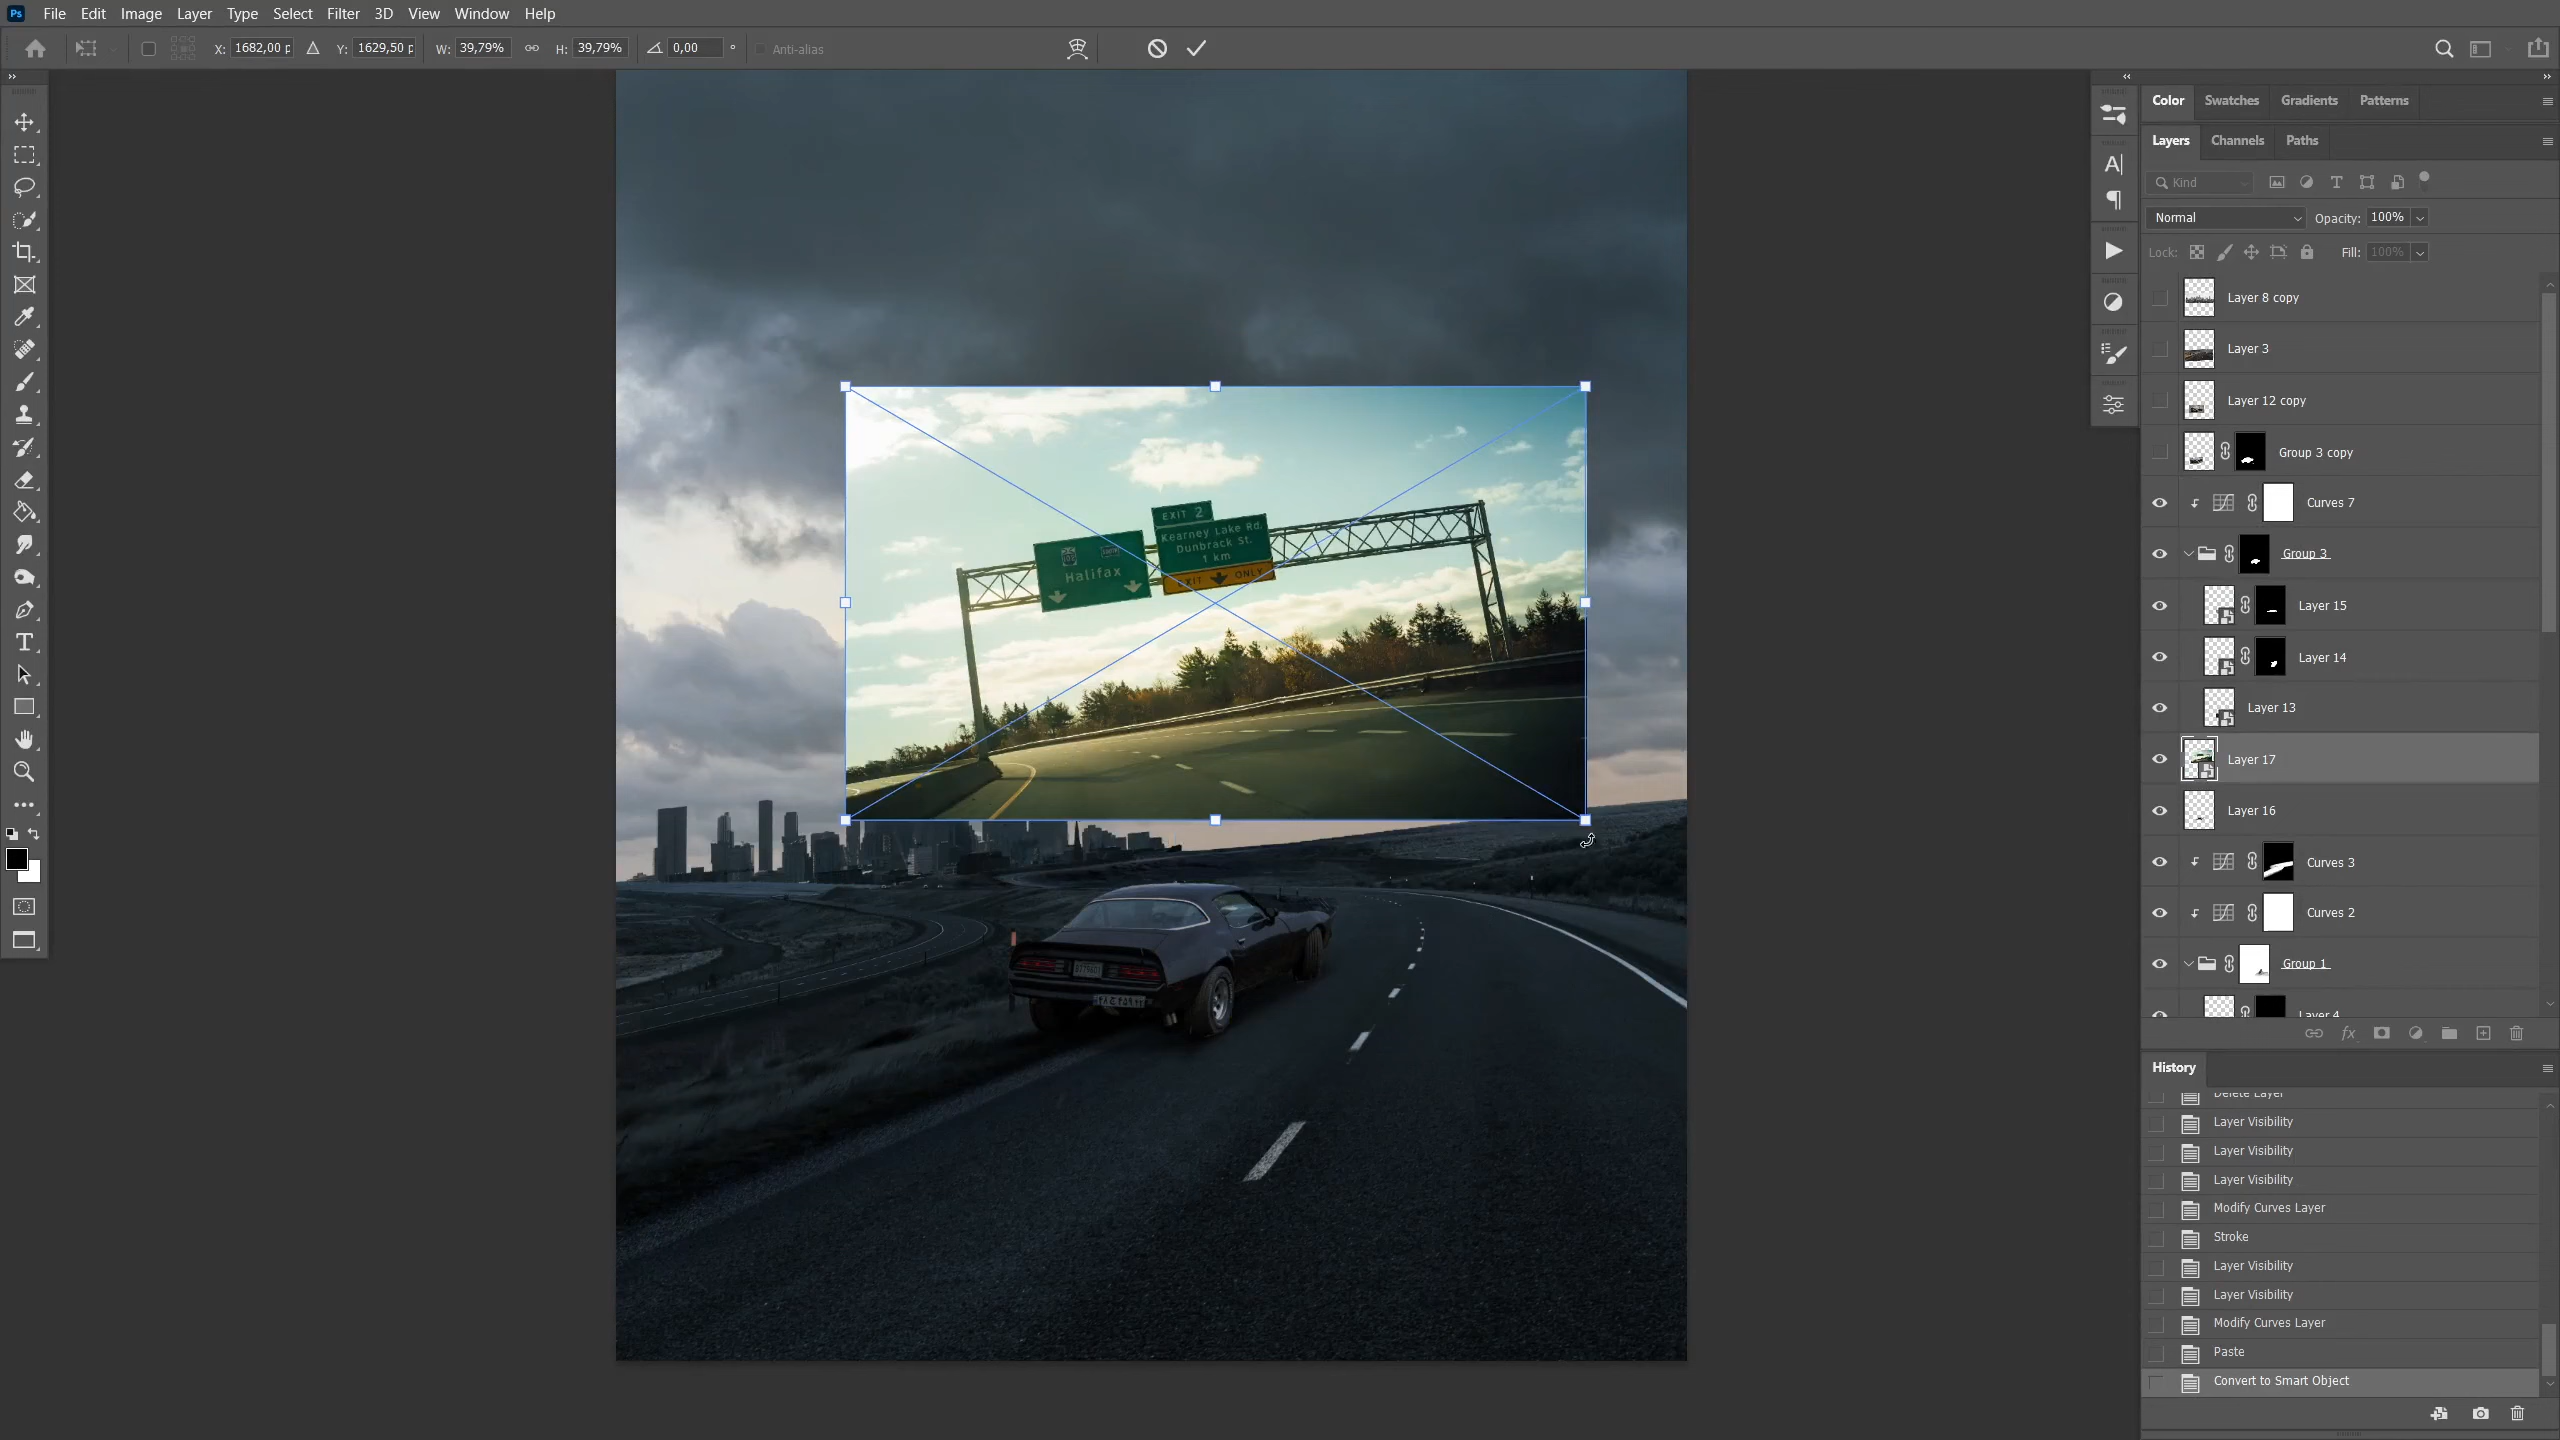 Ps File Edit Image Layer Type Select Filter 3D View Window Help
X: 1682,00 p Y: 1629,50 p W: 39,79% H: 39,79% 0,00 ° Anti-alias
Color Swatches Gradients Patterns
Layers Channels Paths
Kind
Normal Opacity: 100%
Lock: Fill: 100%
Layer 8 copy
Layer 3
Layer 12 copy
Group 3 copy
Curves 7
Group 3
Layer 15
Layer 14
Layer 13
Layer 17
Layer 16
Curves 3
Curves 2
Group 1
Layer 4
fx
History
Delete Layer
Layer Visibility
Layer Visibility
Layer Visibility
Modify Curves Layer
Stroke
Layer Visibility
Layer Visibility
Modify Curves Layer
Paste
Convert to Smart Object
EXIT 2
Kearney Lake Rd.
Dunbrack St.
1 km
EXIT ONLY
Halifax